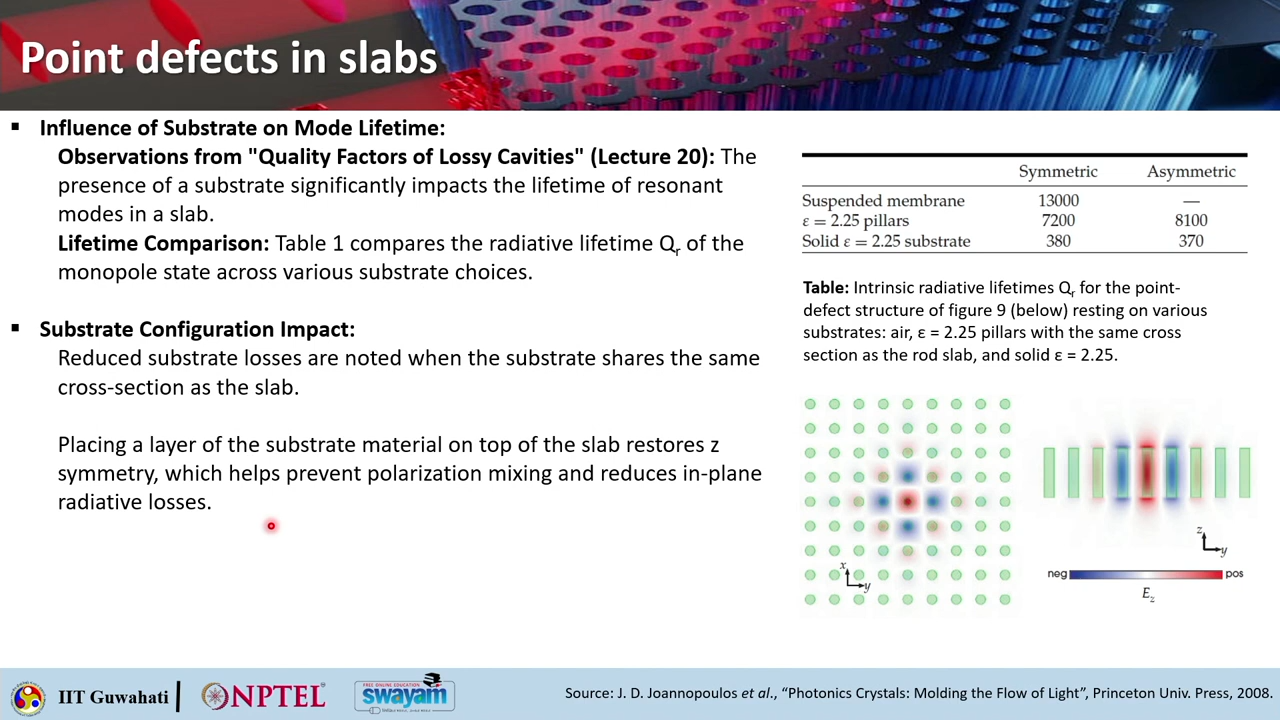 Point defects in slabs
▪ Influence of Substrate on Mode Lifetime:
Observations from "Quality Factors of Lossy Cavities" (Lecture 20): The
presence of a substrate significantly impacts the lifetime of resonant
modes in a slab.
Lifetime Comparison: Table 1 compares the radiative lifetime Qr of the
monopole state across various substrate choices.
▪ Substrate Configuration Impact:
Reduced substrate losses are noted when the substrate shares the same
cross-section as the slab.
Placing a layer of the substrate material on top of the slab restores z
symmetry, which helps prevent polarization mixing and reduces in-plane
radiative losses.
Symmetric Asymmetric
Suspended membrane 13000 —
ε = 2.25 pillars 7200 8100
Solid ε = 2.25 substrate 380 370
Table: Intrinsic radiative lifetimes Qr for the point-
defect structure of figure 9 (below) resting on various
substrates: air, ε = 2.25 pillars with the same cross
section as the rod slab, and solid ε = 2.25.
x
y
z
y
neg pos
Ez
IIT Guwahati
NPTEL
FREE ONLINE EDUCATION
swayam
Source: J. D. Joannopoulos et al., “Photonics Crystals: Molding the Flow of Light”, Princeton Univ. Press, 2008.